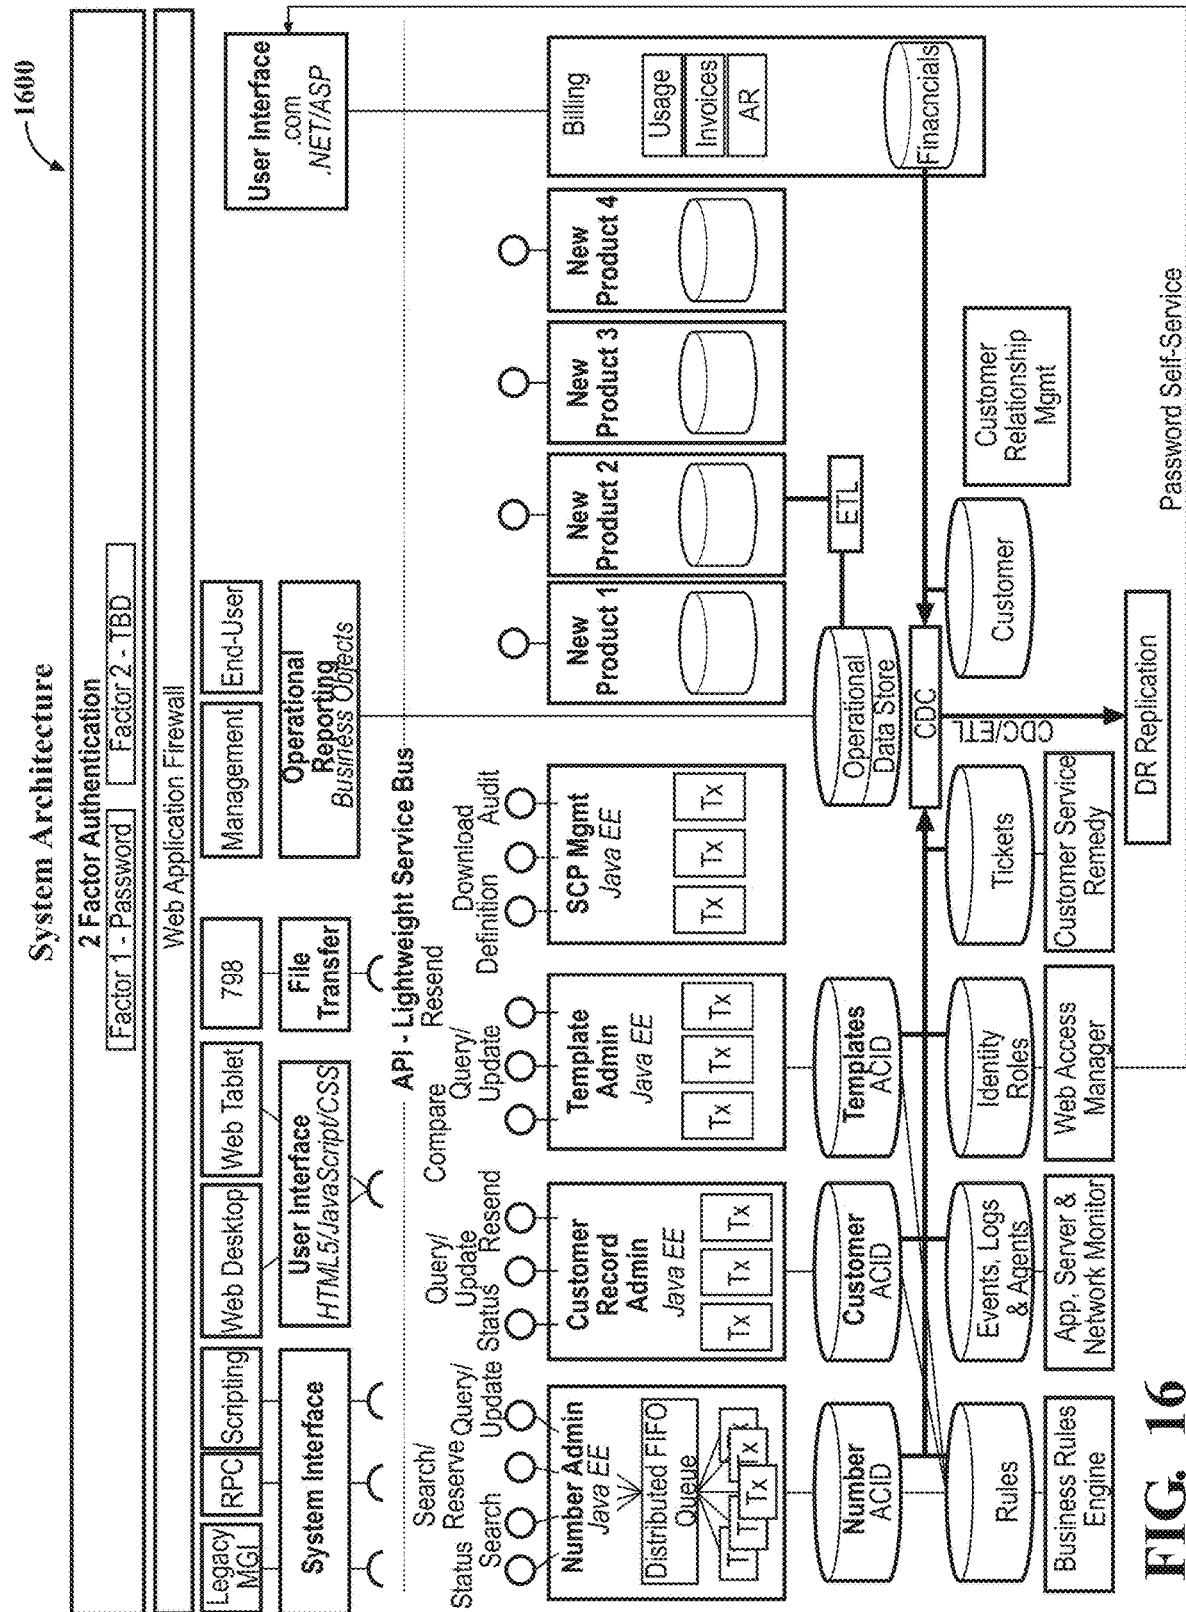 System Architecture
1600
2 Factor Authentication
Factor 1 - Password
Factor 2 - TBD
Web Application Firewall
Legacy
MGI
RPC
Scripting
Web Desktop
Web Tablet
798
Management
End-User
System Interface
User Interface
HTML5/JavaScript/CSS
File
Transfer
Operational
Reporting
Business Objects
User Interface
.com
.NET/ASP
API - Lightweight Service Bus
Status
Search
Search/
Reserve
Query/
Update
Status
Query/
Update
Resend
Compare
Query/
Update
Resend
Definition
Download
Audit
Number Admin
Java EE
Distributed FIFO
Queue
Tx
Customer
Record
Admin
Java EE
Tx
Tx
Tx
Template
Admin
Java EE
Tx
Tx
Tx
SCP Mgmt
Java EE
Tx
Tx
Tx
New
Product 1
New
Product 2
New
Product 3
New
Product 4
Billing
Usage
Invoices
AR
Finacncials
Number
ACID
Customer
ACID
Templates
ACID
Operational
Data Store
ETL
CDC
Rules
Events, Logs
& Agents
Identity
Roles
Tickets
CDC/ETL
Customer
Customer
Relationship
Mgmt
Business Rules
Engine
App, Server &
Network Monitor
Web Access
Manager
Customer Service
Remedy
DR Replication
Password Self-Service
FIG. 16